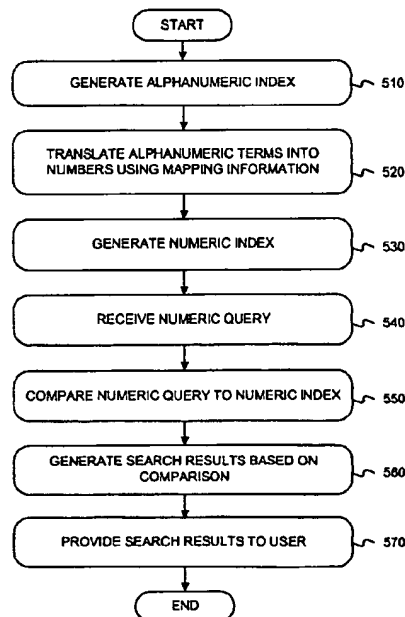 START
GENERATE ALPHANUMERIC INDEX 510
TRANSLATE ALPHANUMERIC TERMS INTO
NUMBERS USING MAPPING INFORMATION 520
GENERATE NUMERIC INDEX 530
RECEIVE NUMERIC QUERY 540
COMPARE NUMERIC QUERY TO NUMERIC INDEX 550
GENERATE SEARCH RESULTS BASED ON
COMPARISON 560
PROVIDE SEARCH RESULTS TO USER 570
END